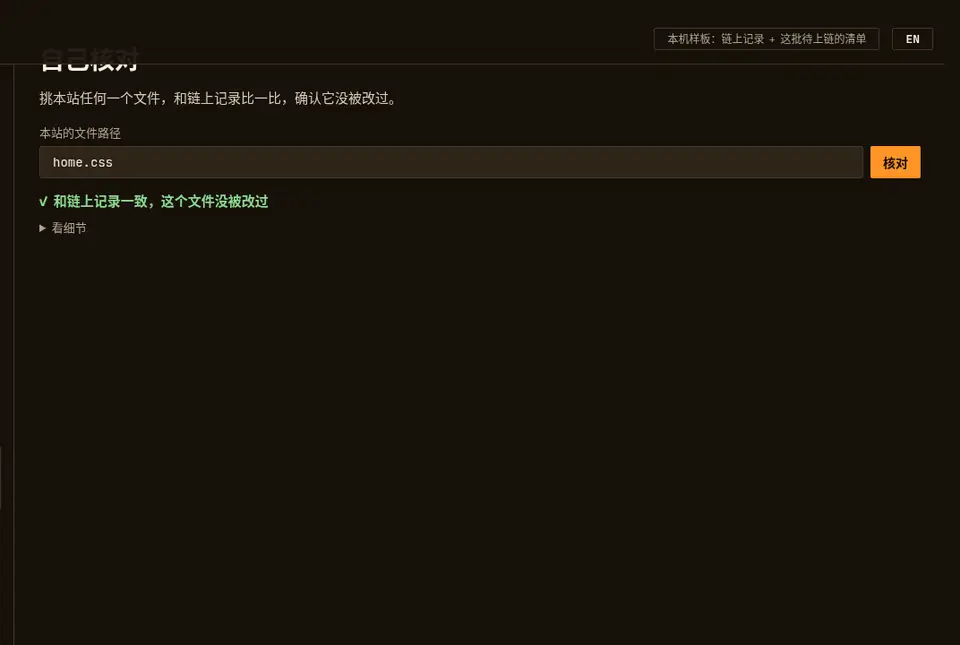 本机样板：链上记录 + 这批待上链的清单
EN
自己核对
挑本站任何一个文件，和链上记录比一比，确认它没被改过。
本站的文件路径
home.css
核对
✓ 和链上记录一致，这个文件没被改过
▶ 看细节